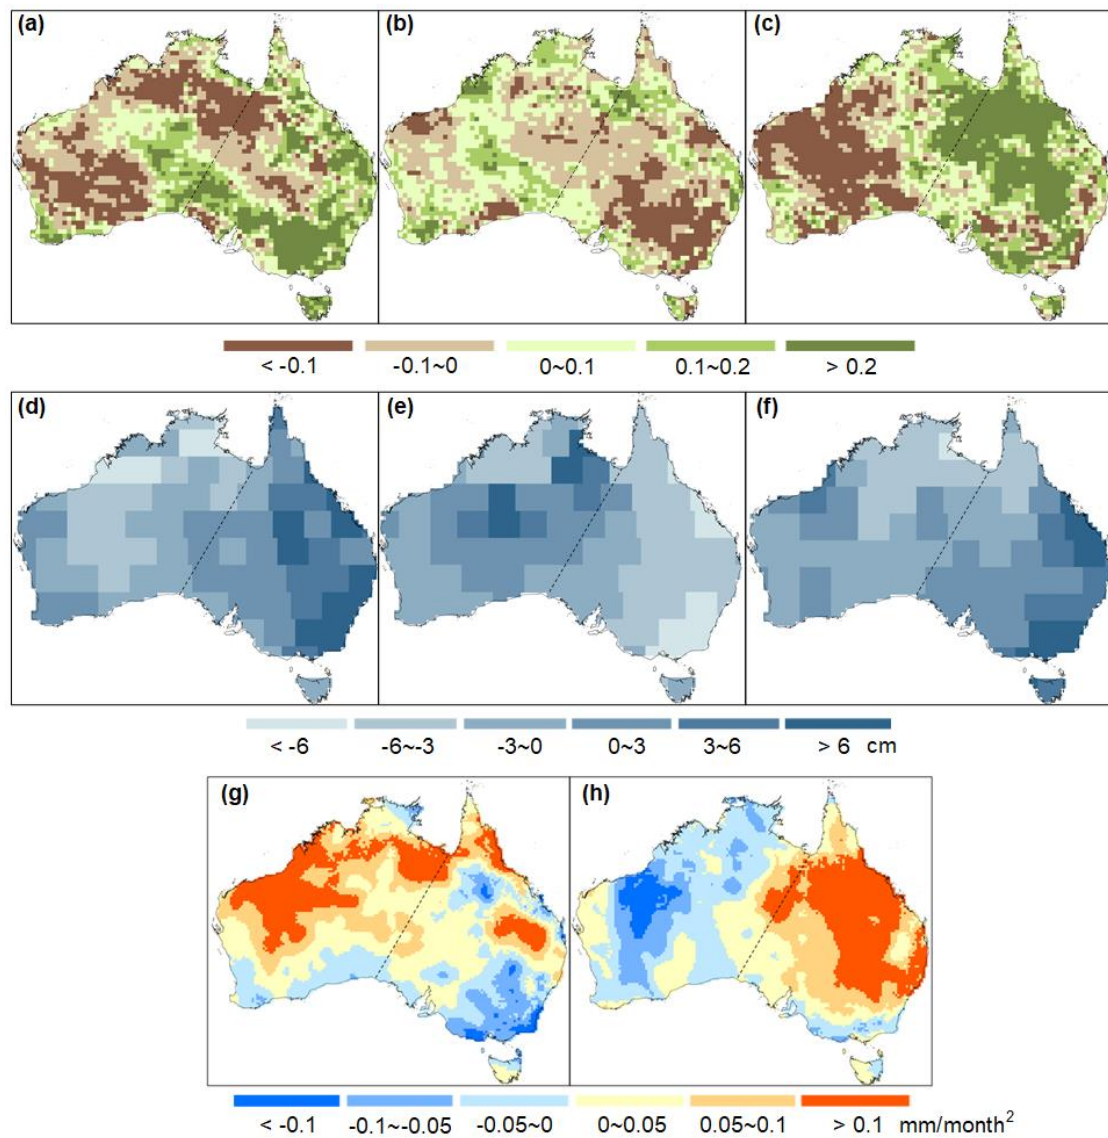 (a) (b) (c)
< -0.1 -0.1~0 0~0.1 0.1~0.2 > 0.2
(d) (e) (f)
< -6 -6~-3 -3~0 0~3 3~6 > 6 cm
(g) (h)
< -0.1 -0.1~-0.05 -0.05~0 0~0.05 0.05~0.1 > 0.1 mm/month²